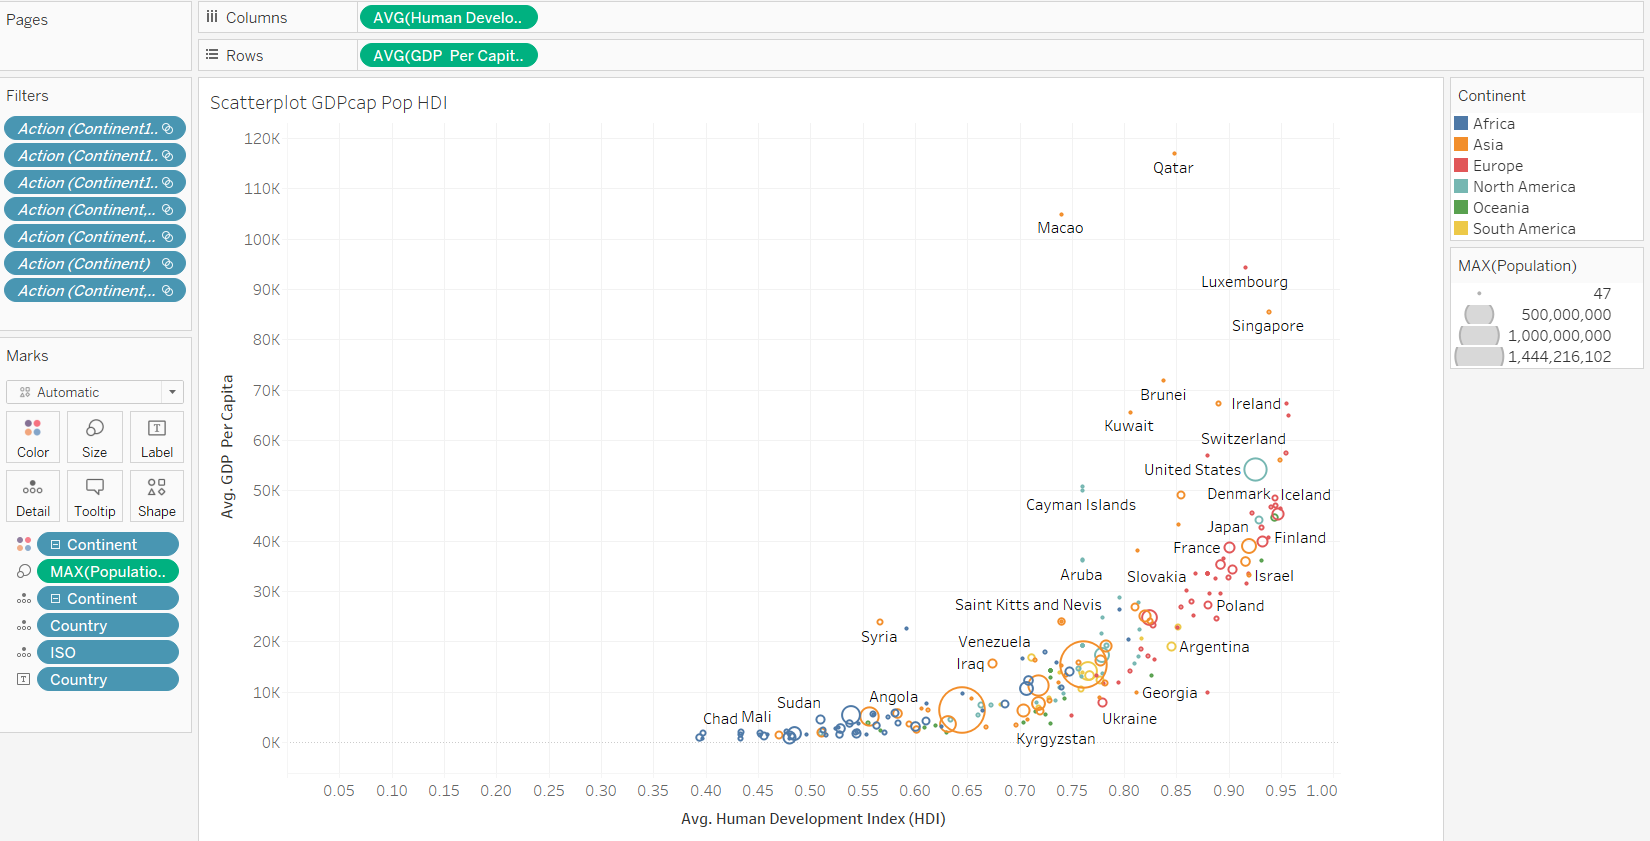 Pages
Columns
AVG(Human Develo..
Rows
AVG(GDP Per Capit..
Filters
Action (Continent1..
Action (Continent1..
Action (Continent1..
Action (Continent,..
Action (Continent,..
Action (Continent)
Action (Continent,..
Marks
Automatic
Color
Size
Label
Detail
Tooltip
Shape
Continent
MAX(Populatio..
Continent
Country
ISO
Country
Scatterplot GDPcap Pop HDI
Avg. GDP Per Capita
120K
110K
100K
90K
80K
70K
60K
50K
40K
30K
20K
10K
0K
Qatar
Macao
Luxembourg
Singapore
Brunei
Ireland
Kuwait
Switzerland
United States
Denmark
Iceland
Cayman Islands
Japan
Finland
France
Aruba
Slovakia
Israel
Saint Kitts and Nevis
Poland
Syria
Venezuela
Argentina
Iraq
Georgia
Angola
Sudan
Chad
Mali
Ukraine
Kyrgyzstan
0.05 0.10 0.15 0.20 0.25 0.30 0.35 0.40 0.45 0.50 0.55 0.60 0.65 0.70 0.75 0.80 0.85 0.90 0.95 1.00
Avg. Human Development Index (HDI)
Continent
Africa
Asia
Europe
North America
Oceania
South America
MAX(Population)
47
500,000,000
1,000,000,000
1,444,216,102